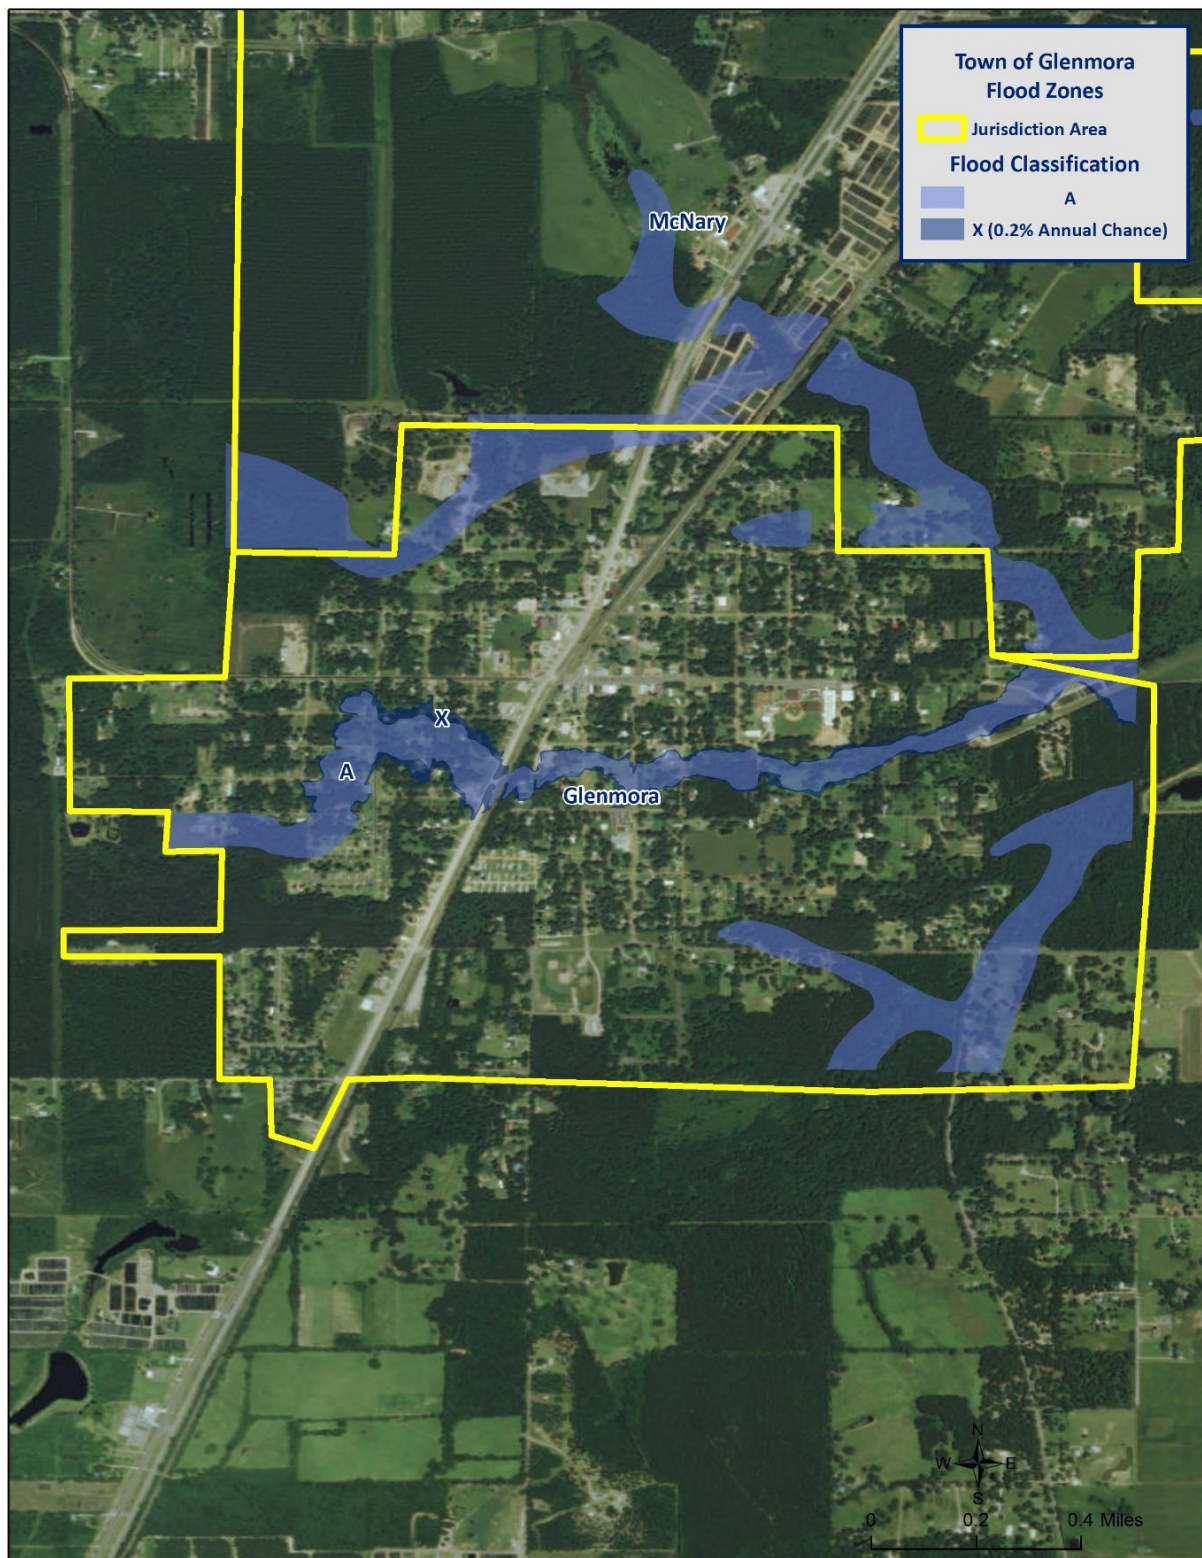 Town of Glenmora
Flood Zones
Jurisdiction Area
Flood Classification
A
X (0.2% Annual Chance)
McNary
X
A
Glenmora
N
W E
S
0 0.2 0.4 Miles